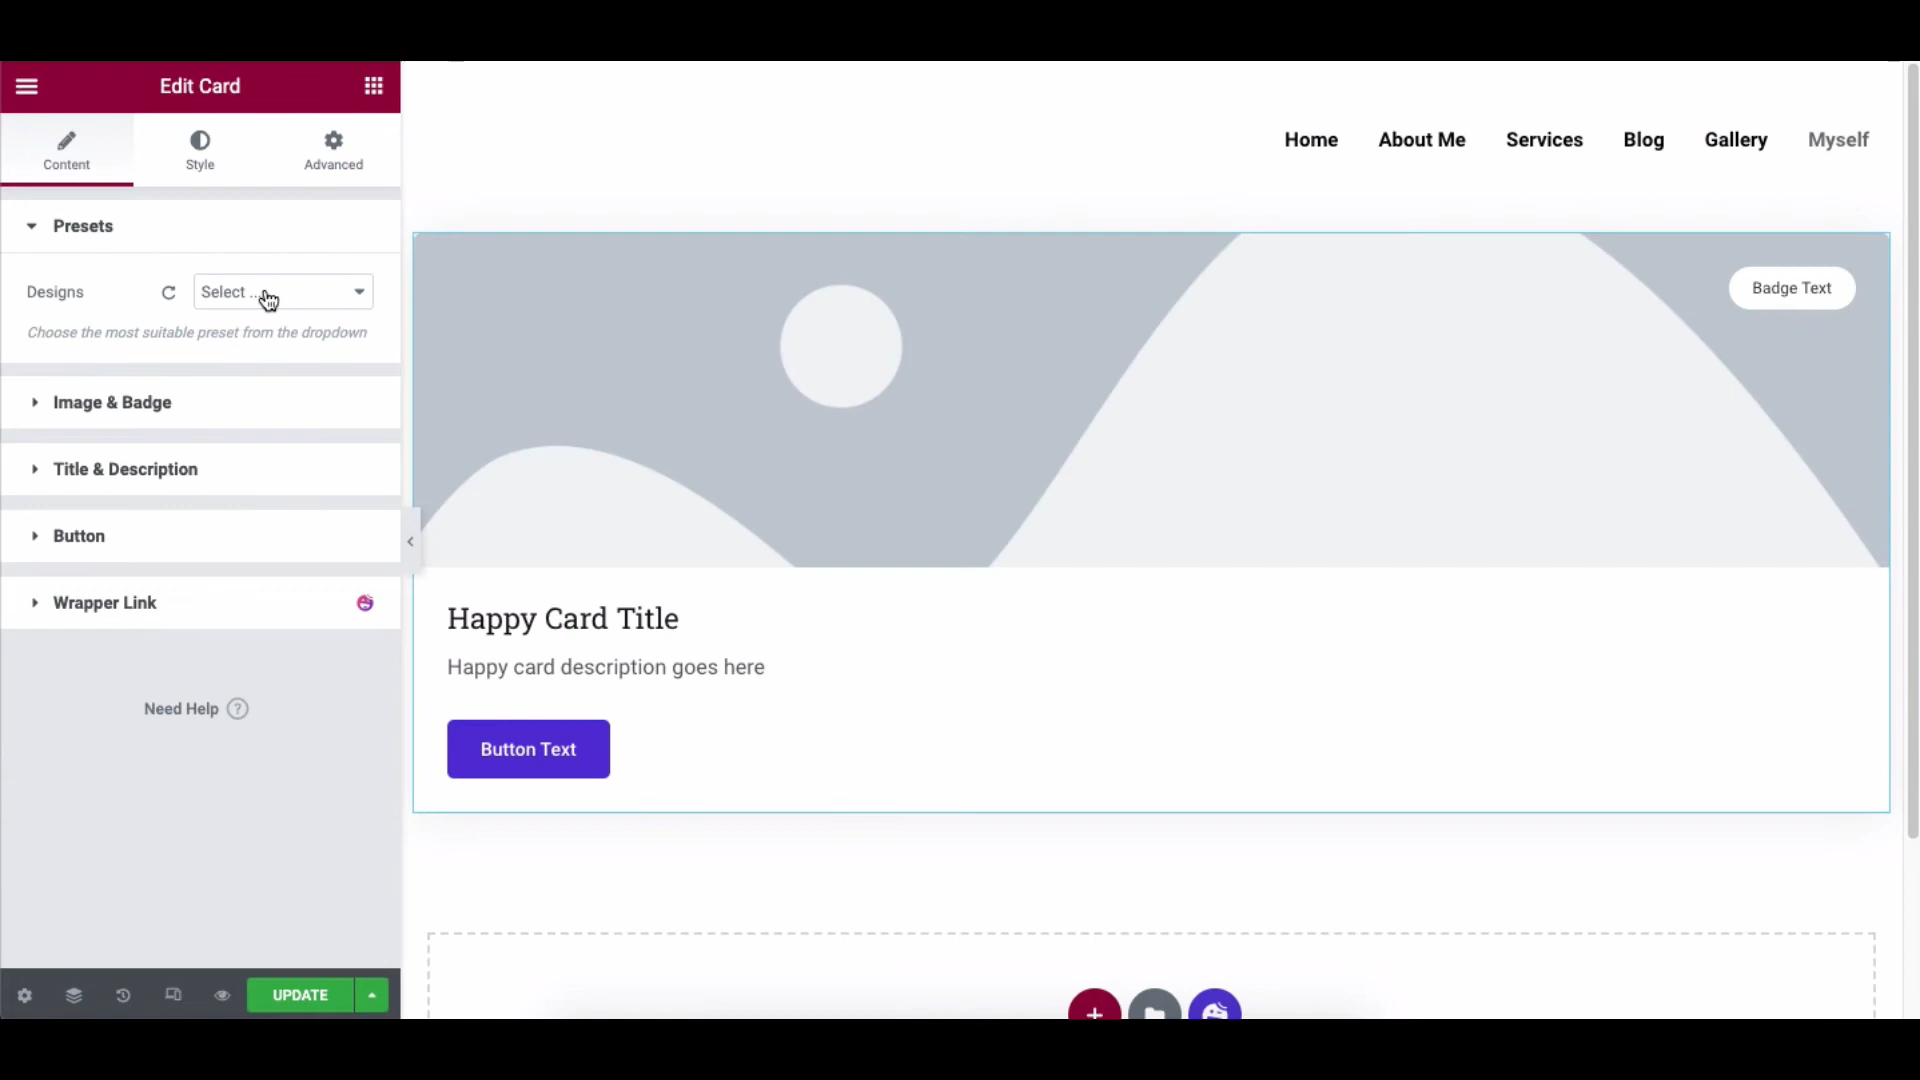 Edit Card
Content
Style
Advanced
Presets
Designs
Select ...
Choose the most suitable preset from the dropdown
Image & Badge
Title & Description
Button
Wrapper Link
Need Help ?
UPDATE
Home
About Me
Services
Blog
Gallery
Myself
Badge Text
Happy Card Title
Happy card description goes here
Button Text